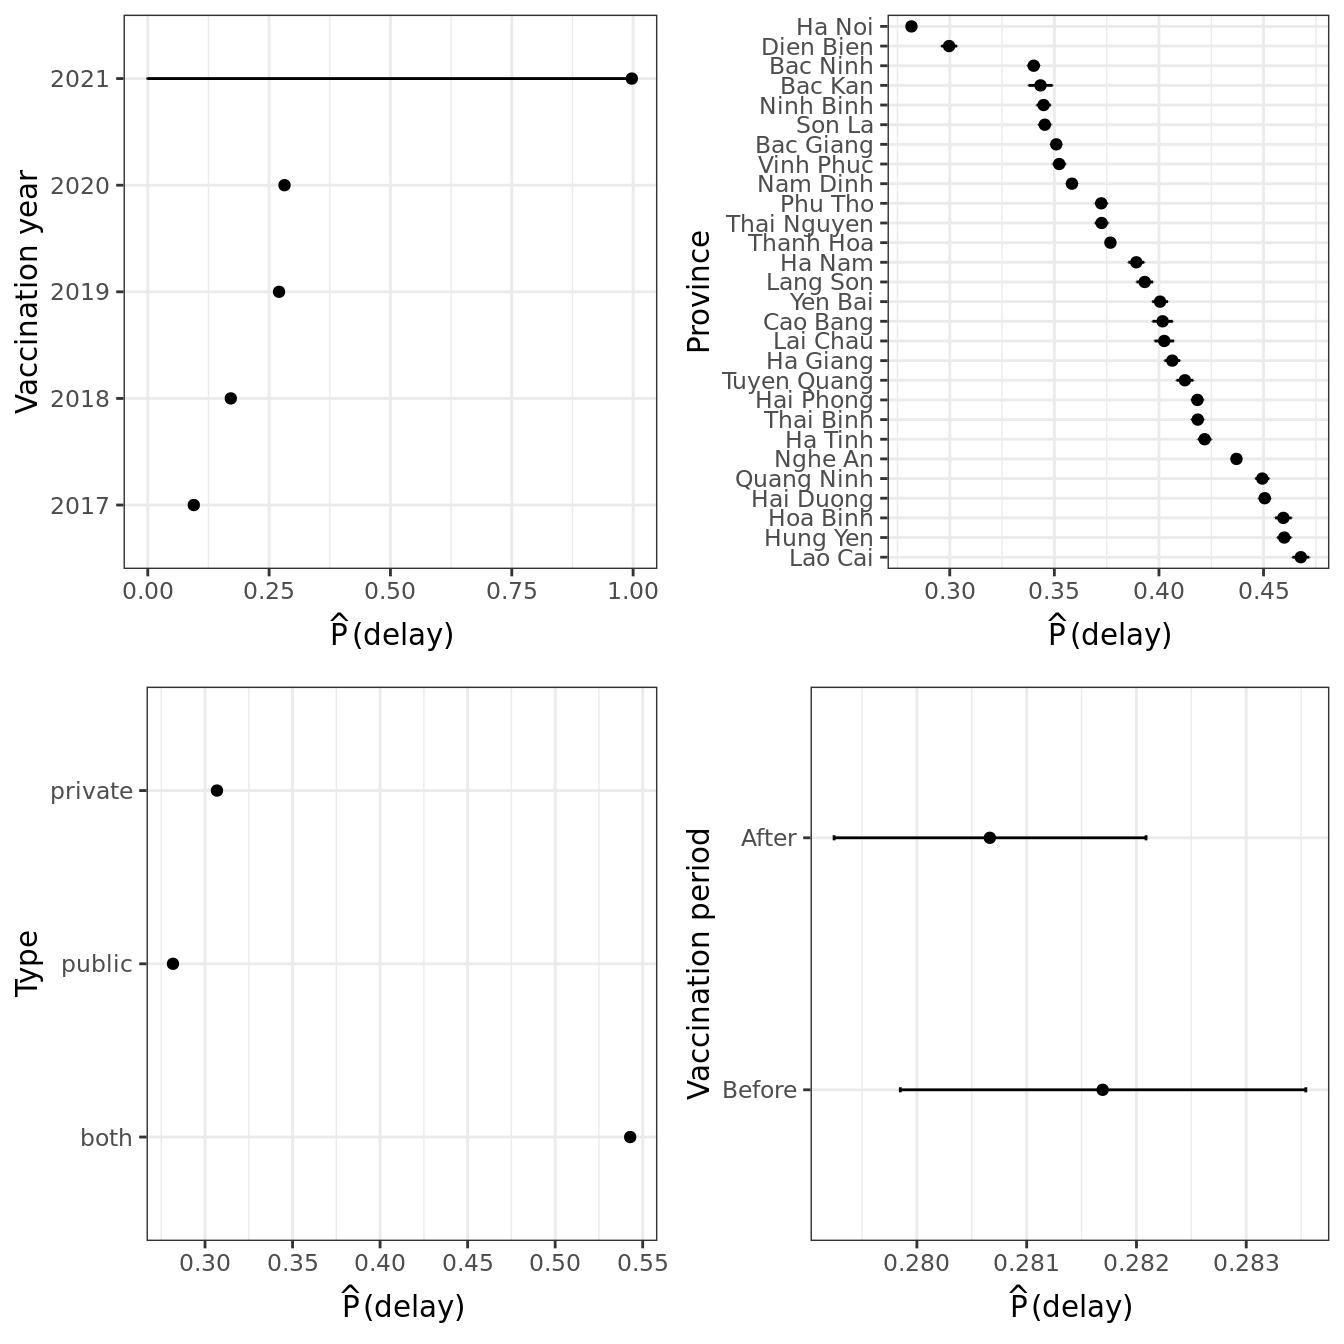 Vaccination year
2021
2020
2019
2018
2017
0.00 0.25 0.50 0.75 1.00
P̂(delay)
Province
Ha Noi
Dien Bien
Bac Ninh
Bac Kan
Ninh Binh
Son La
Bac Giang
Vinh Phuc
Nam Dinh
Phu Tho
Thai Nguyen
Thanh Hoa
Ha Nam
Lang Son
Yen Bai
Cao Bang
Lai Chau
Ha Giang
Tuyen Quang
Hai Phong
Thai Binh
Ha Tinh
Nghe An
Quang Ninh
Hai Duong
Hoa Binh
Hung Yen
Lao Cai
0.30 0.35 0.40 0.45
P̂(delay)
Type
private
public
both
0.30 0.35 0.40 0.45 0.50 0.55
P̂(delay)
Vaccination period
After
Before
0.280 0.281 0.282 0.283
P̂(delay)